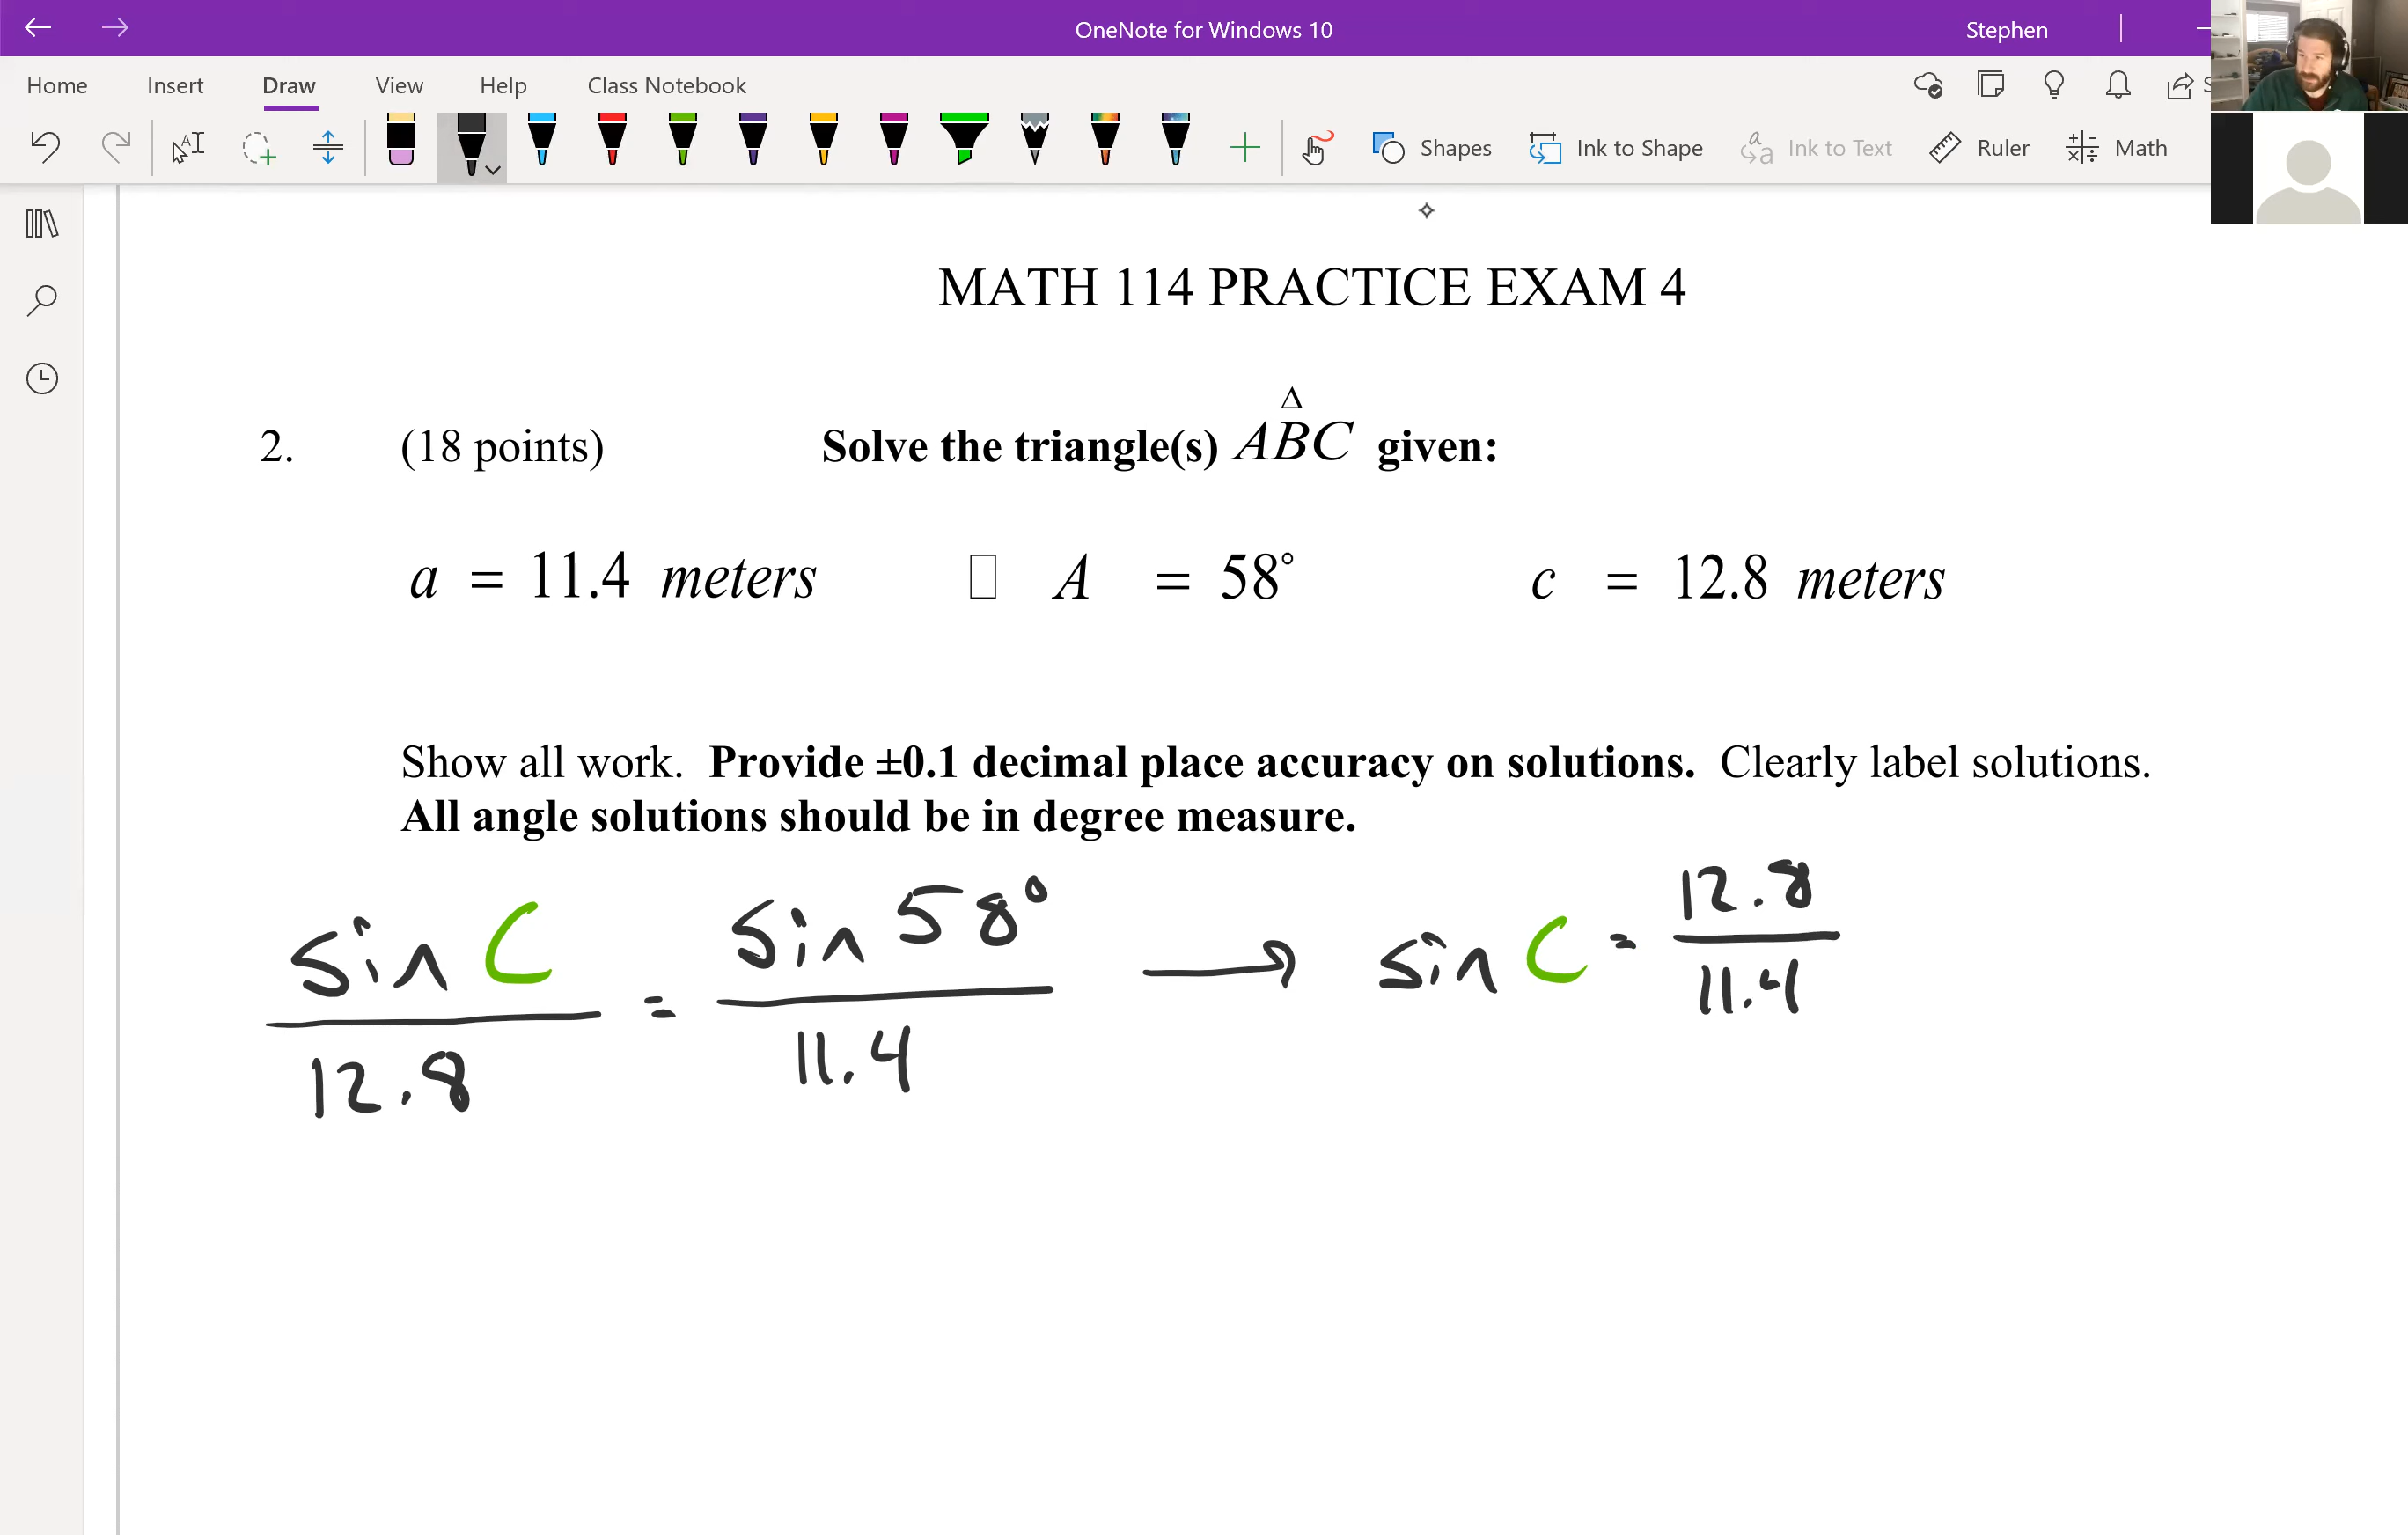 OneNote for Windows 10
Stephen
Home Insert Draw View Help Class Notebook S
Shapes Ink to Shape Ink to Text Ruler Math
MATH 114 PRACTICE EXAM 4
Δ
2. (18 points) Solve the triangle(s) ABC given:
a = 11.4 meters □ A = 58° c = 12.8 meters
Show all work. Provide ±0.1 decimal place accuracy on solutions. Clearly label solutions.
All angle solutions should be in degree measure.
sin C / 12.8 = sin 58° / 11.4 → sin C = 12.8 / 11.4